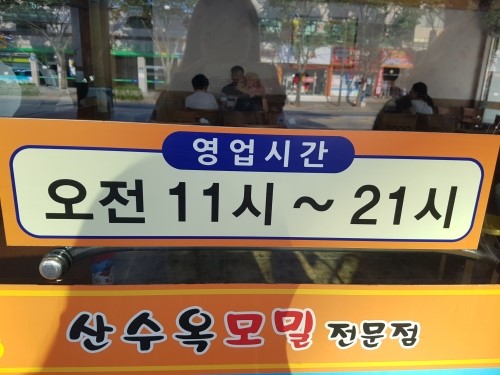 영업시간
오전 11시 ~ 21시
산수옥모밀 전문점